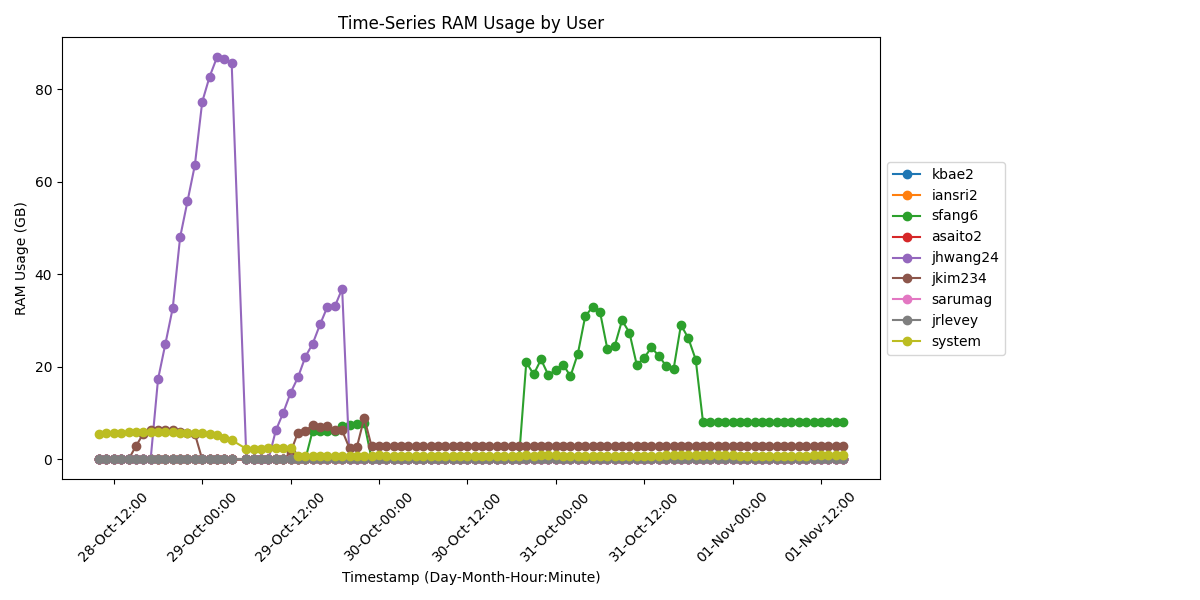 Time-Series RAM Usage by User
RAM Usage (GB)
80
60
40
20
0
28-Oct-12:00
29-Oct-00:00
29-Oct-12:00
30-Oct-00:00
30-Oct-12:00
31-Oct-00:00
31-Oct-12:00
01-Nov-00:00
01-Nov-12:00
Timestamp (Day-Month-Hour:Minute)
kbae2
iansri2
sfang6
asaito2
jhwang24
jkim234
sarumag
jrlevey
system